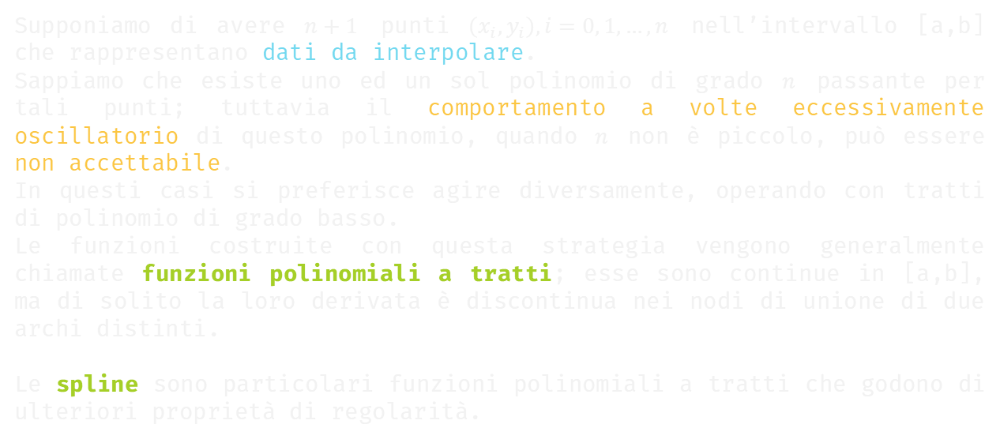 Supponiamo di avere n + 1 punti (xᵢ, yᵢ), i = 0, 1, …, n nell'intervallo [a,b]
che rappresentano dati da interpolare.
Sappiamo che esiste uno ed un sol polinomio di grado n passante per
tali punti; tuttavia il comportamento a volte eccessivamente
oscillatorio di questo polinomio, quando n non è piccolo, può essere
non accettabile.
In questi casi si preferisce agire diversamente, operando con tratti
di polinomio di grado basso.
Le funzioni costruite con questa strategia vengono generalmente
chiamate funzioni polinomiali a tratti; esse sono continue in [a,b],
ma di solito la loro derivata è discontinua nei nodi di unione di due
archi distinti.
Le spline sono particolari funzioni polinomiali a tratti che godono di
ulteriori proprietà di regolarità.